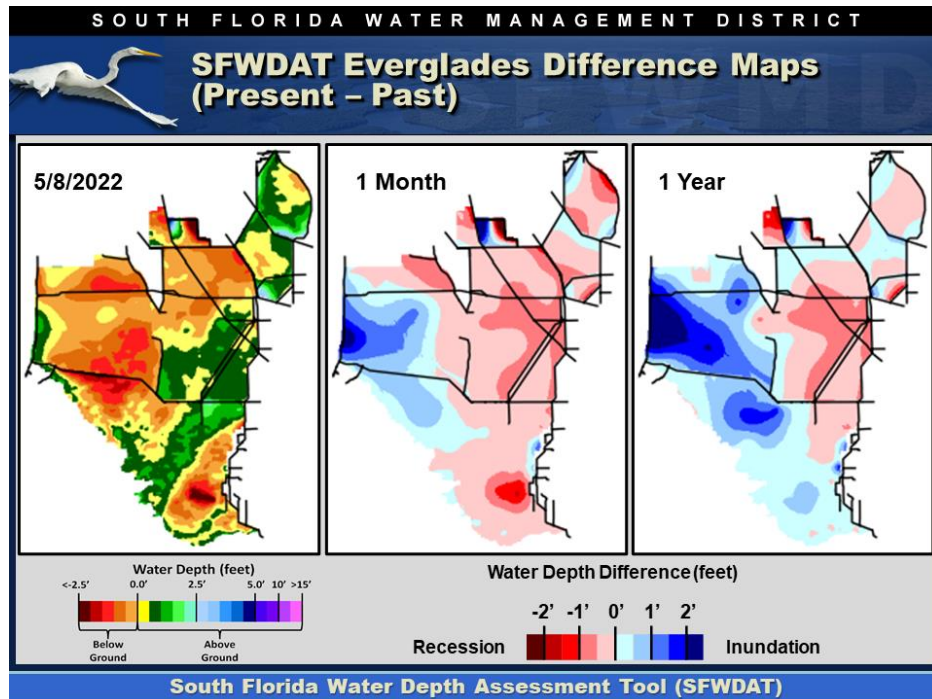 SOUTH FLORIDA WATER MANAGEMENT DISTRICT
SFWDAT Everglades Difference Maps
(Present – Past)
5/8/2022
1 Month
1 Year
Water Depth (feet)
<-2.5' 0.0' 2.5' 5.0' 10' >15'
Below
Ground
Above
Ground
Water Depth Difference (feet)
-2' -1' 0' 1' 2'
Recession
Inundation
South Florida Water Depth Assessment Tool (SFWDAT)